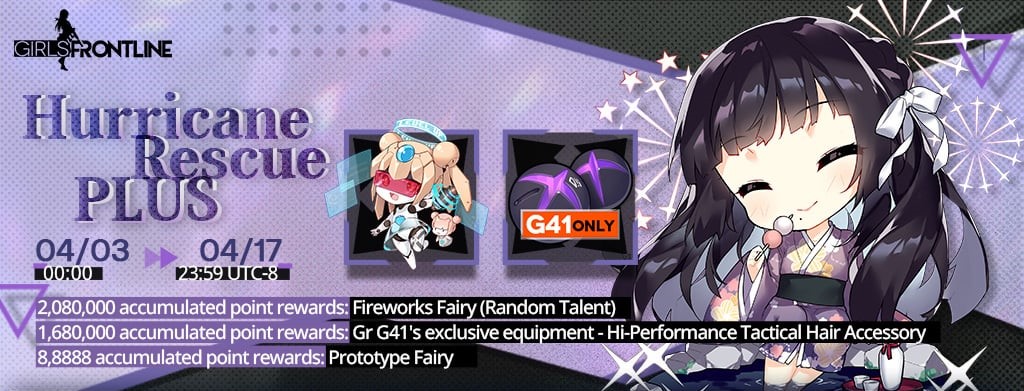 GIRLSFRONTLINE
Hurricane
Rescue
PLUS
04/03 04/17
00:00 23:59 UTC-8
G41 ONLY
2,080,000 accumulated point rewards: Fireworks Fairy (Random Talent)
1,680,000 accumulated point rewards: Gr G41's exclusive equipment - Hi-Performance Tactical Hair Accessory
8,8888 accumulated point rewards: Prototype Fairy